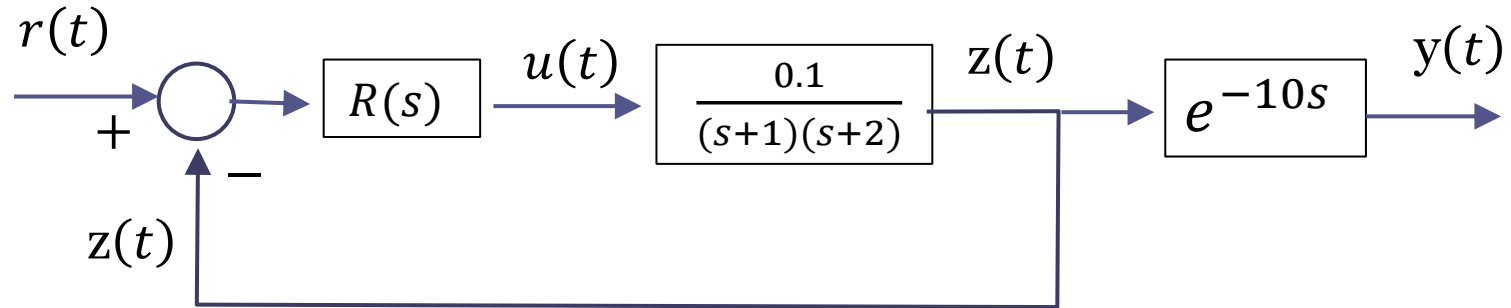 r(t)
+
−
R(s)
u(t)
0.1
(s+1)(s+2)
z(t)
e^{−10s}
y(t)
z(t)